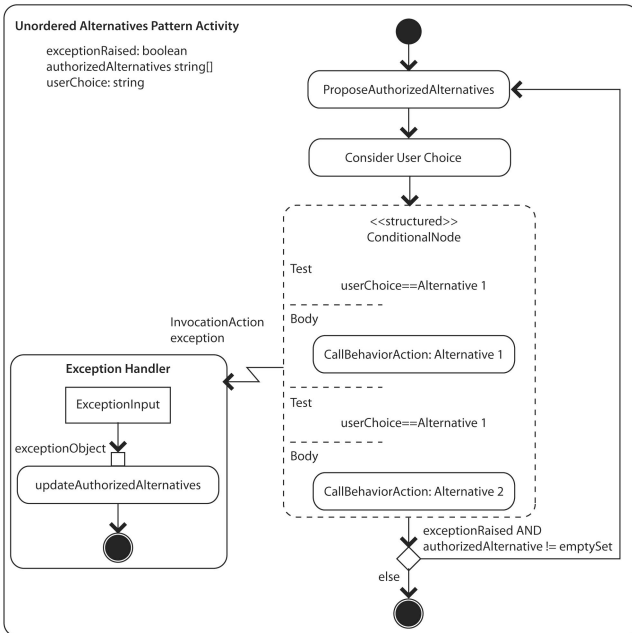 Unordered Alternatives Pattern Activity
exceptionRaised: boolean
authorizedAlternatives string[]
userChoice: string
ProposeAuthorizedAlternatives
Consider User Choice
<<structured>>
ConditionalNode
Test
userChoice==Alternative 1
Body
CallBehaviorAction: Alternative 1
Test
userChoice==Alternative 1
Body
CallBehaviorAction: Alternative 2
InvocationAction
exception
Exception Handler
ExceptionInput
exceptionObject
updateAuthorizedAlternatives
exceptionRaised AND
authorizedAlternative != emptySet
else